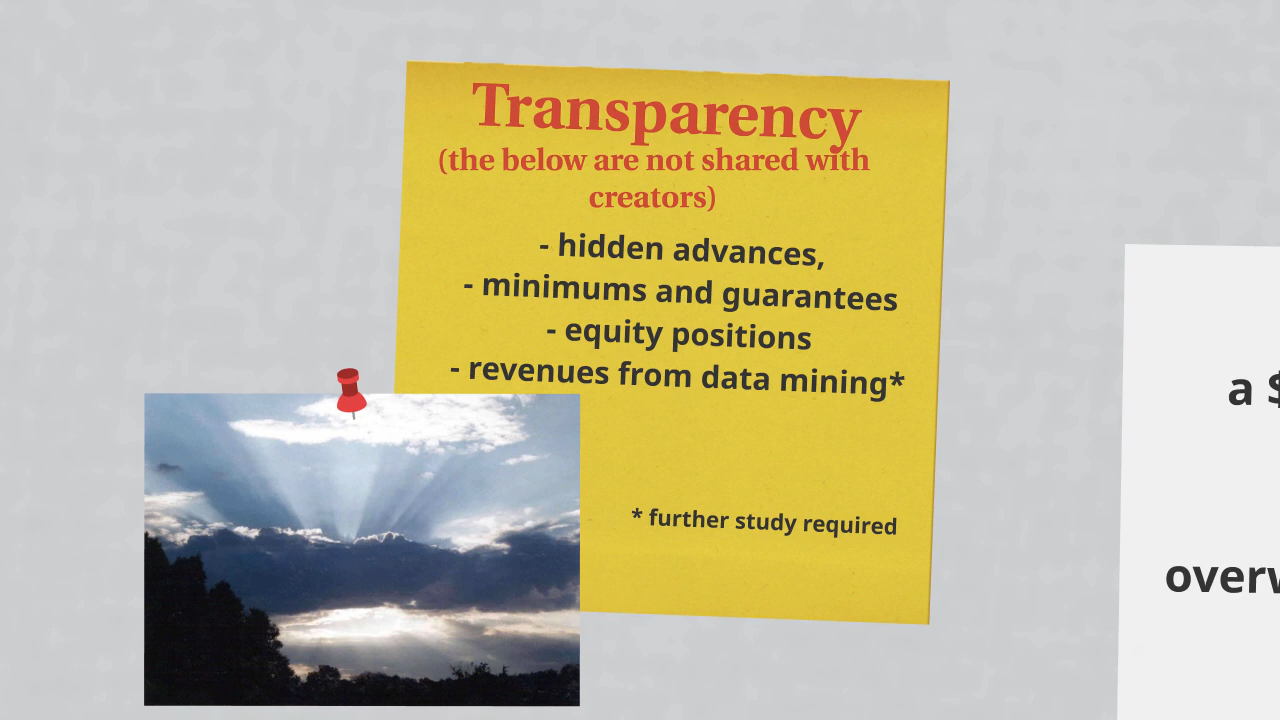 Transparency
(the below are not shared with
creators)
- hidden advances,
- minimums and guarantees
- equity positions
- revenues from data mining*
* further study required
a